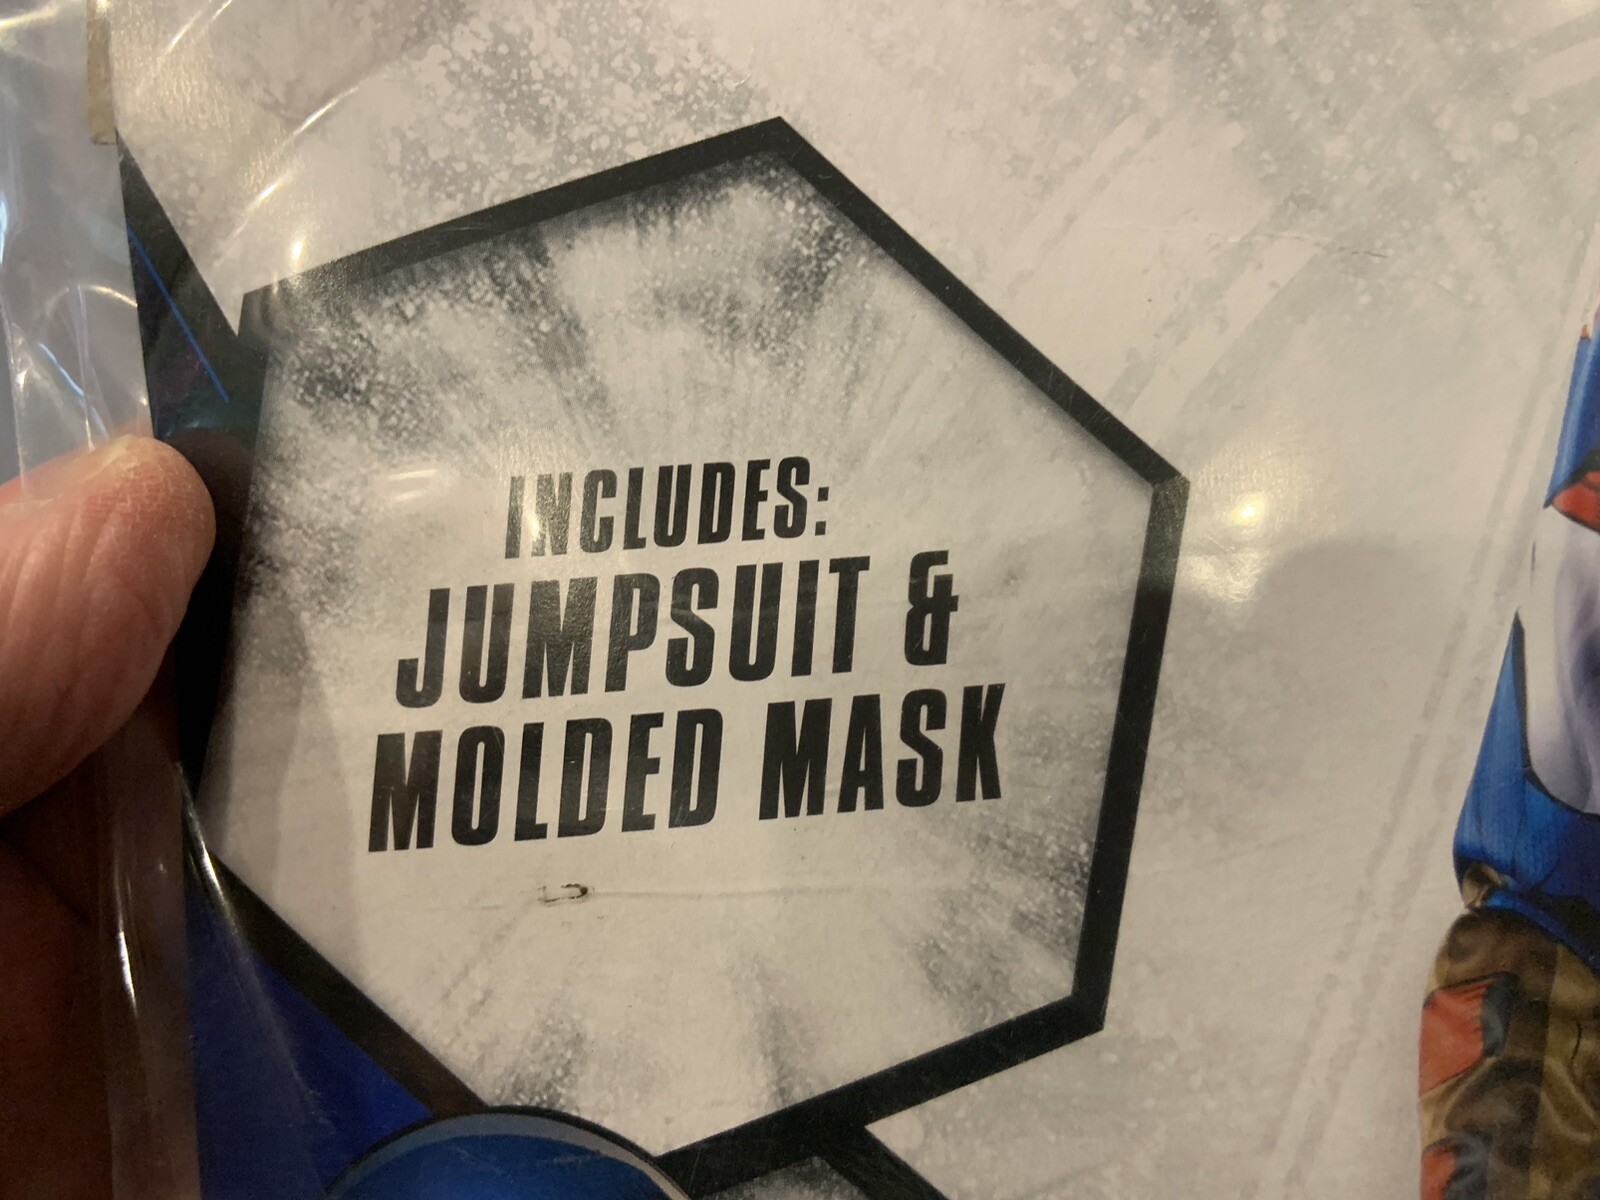 INCLUDES:
JUMPSUIT &
MOLDED MASK